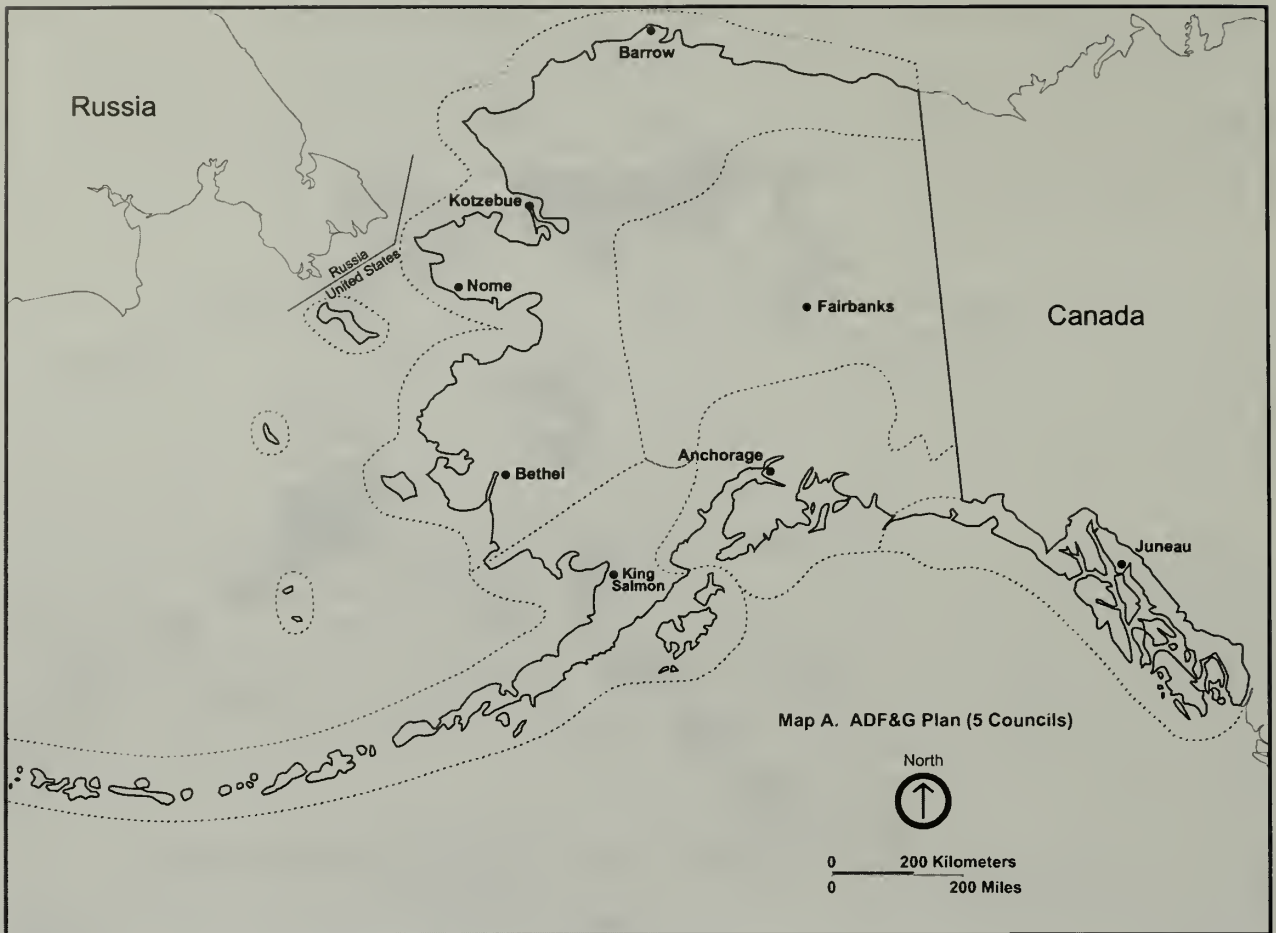 Barrow
Russia
Kotzebue
Russia
United States
Nome
Fairbanks
Canada
Anchorage
Bethei
King
Salmon
Juneau
Map A. ADF&G Plan (5 Councils)
North
0 200 Kilometers
0 200 Miles